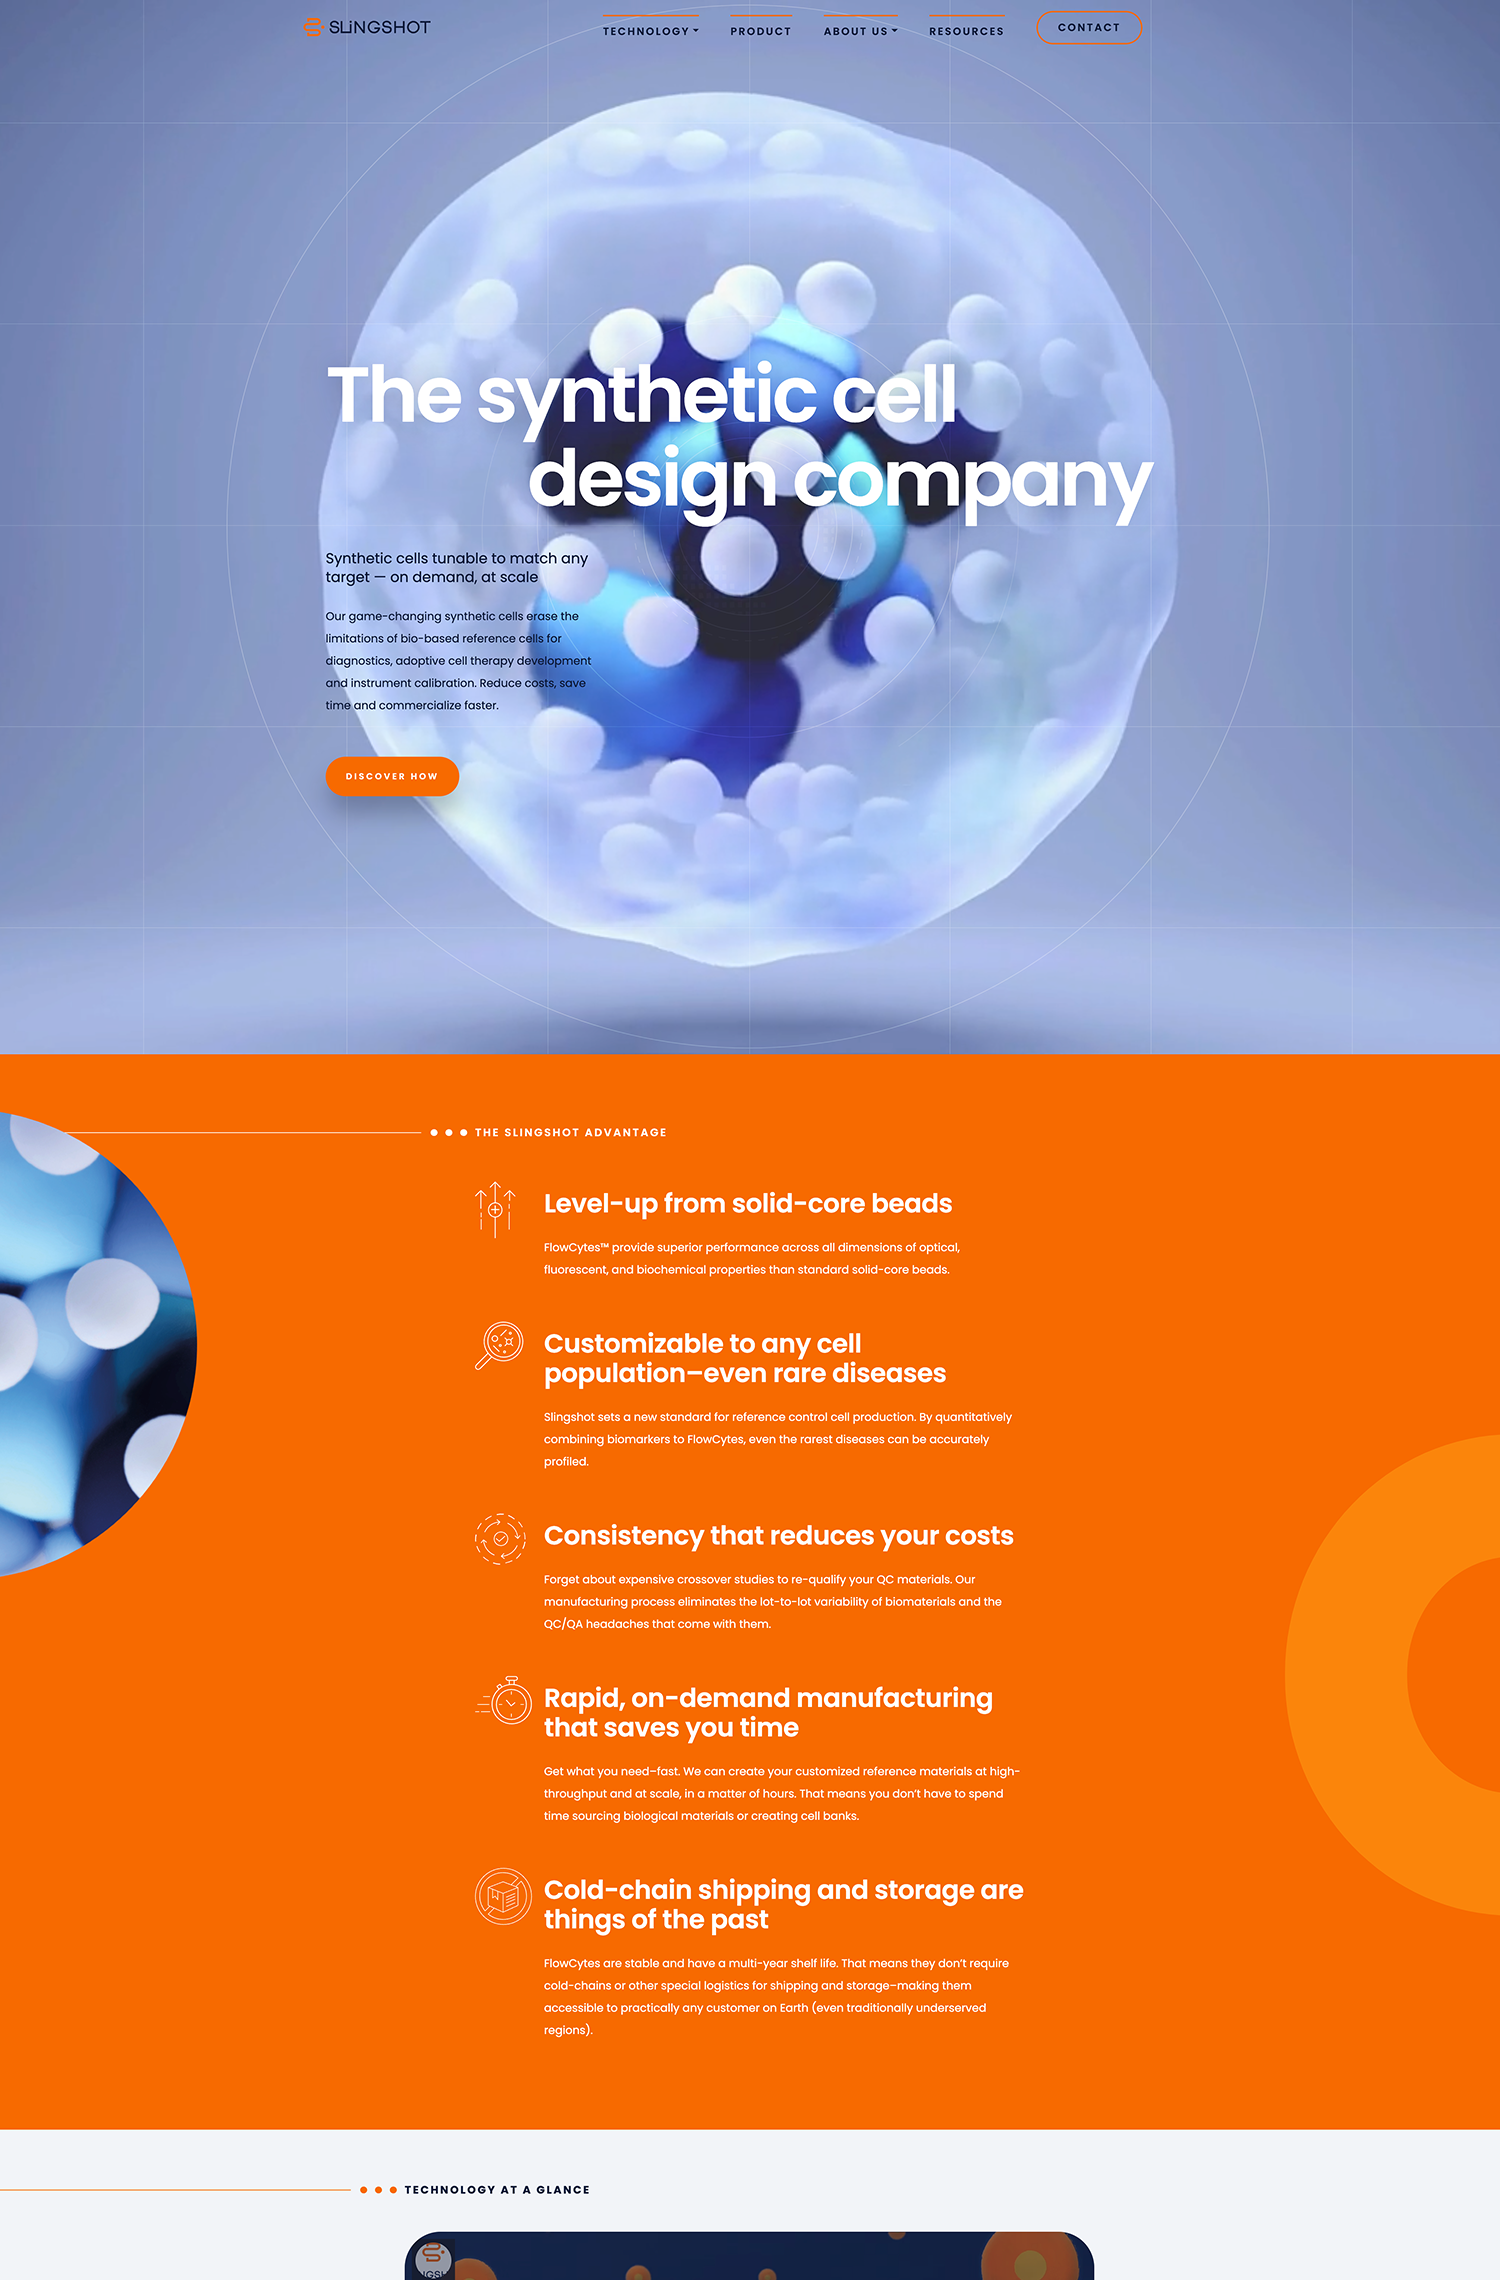 SLINGSHOT
TECHNOLOGY
PRODUCT
ABOUT US
RESOURCES
CONTACT
The synthetic cell
design company
Synthetic cells tunable to match any
target — on demand, at scale
Our game-changing synthetic cells erase the
limitations of bio-based reference cells for
diagnostics, adoptive cell therapy development
and instrument calibration. Reduce costs, save
time and commercialize faster.
DISCOVER HOW
THE SLINGSHOT ADVANTAGE
Level-up from solid-core beads
FlowCytes™ provide superior performance across all dimensions of optical,
fluorescent, and biochemical properties than standard solid-core beads.
Customizable to any cell
population–even rare diseases
Slingshot sets a new standard for reference control cell production. By quantitatively
combining biomarkers to FlowCytes, even the rarest diseases can be accurately
profiled.
Consistency that reduces your costs
Forget about expensive crossover studies to re-qualify your QC materials. Our
manufacturing process eliminates the lot-to-lot variability of biomaterials and the
QC/QA headaches that come with them.
Rapid, on-demand manufacturing
that saves you time
Get what you need–fast. We can create your customized reference materials at high-
throughput and at scale, in a matter of hours. That means you don’t have to spend
time sourcing biological materials or creating cell banks.
Cold-chain shipping and storage are
things of the past
FlowCytes are stable and have a multi-year shelf life. That means they don’t require
cold-chains or other special logistics for shipping and storage–making them
accessible to practically any customer on Earth (even traditionally underserved
regions).
TECHNOLOGY AT A GLANCE